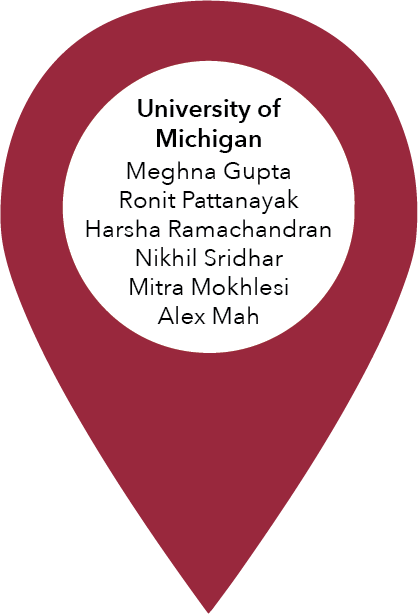 University of
Michigan
Meghna Gupta
Ronit Pattanayak
Harsha Ramachandran
Nikhil Sridhar
Mitra Mokhlesi
Alex Mah